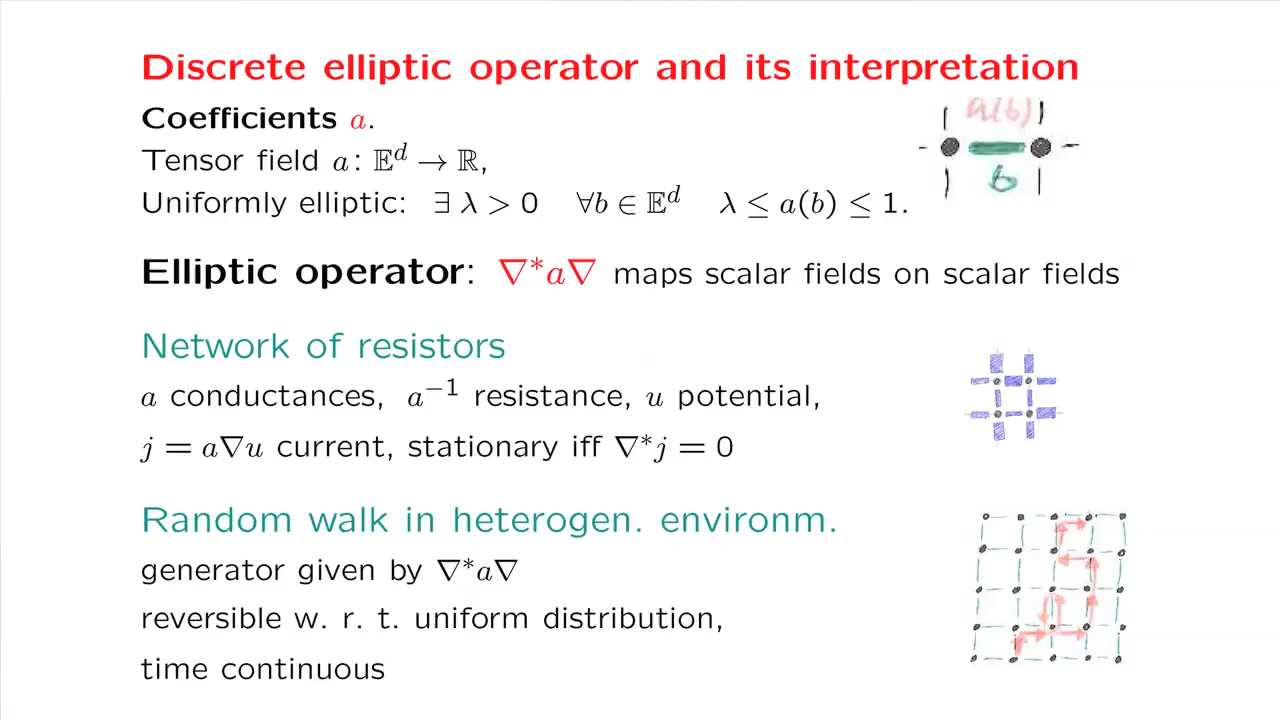 Discrete elliptic operator and its interpretation
Coefficients a.
Tensor field a: 𝔼ᵈ → ℝ,
Uniformly elliptic: ∃ λ > 0 ∀b ∈ 𝔼ᵈ λ ≤ a(b) ≤ 1.
a(b)
b
Elliptic operator: ∇*a∇ maps scalar fields on scalar fields
Network of resistors
a conductances, a⁻¹ resistance, u potential,
j = a∇u current, stationary iff ∇*j = 0
Random walk in heterogen. environm.
generator given by ∇*a∇
reversible w. r. t. uniform distribution,
time continuous